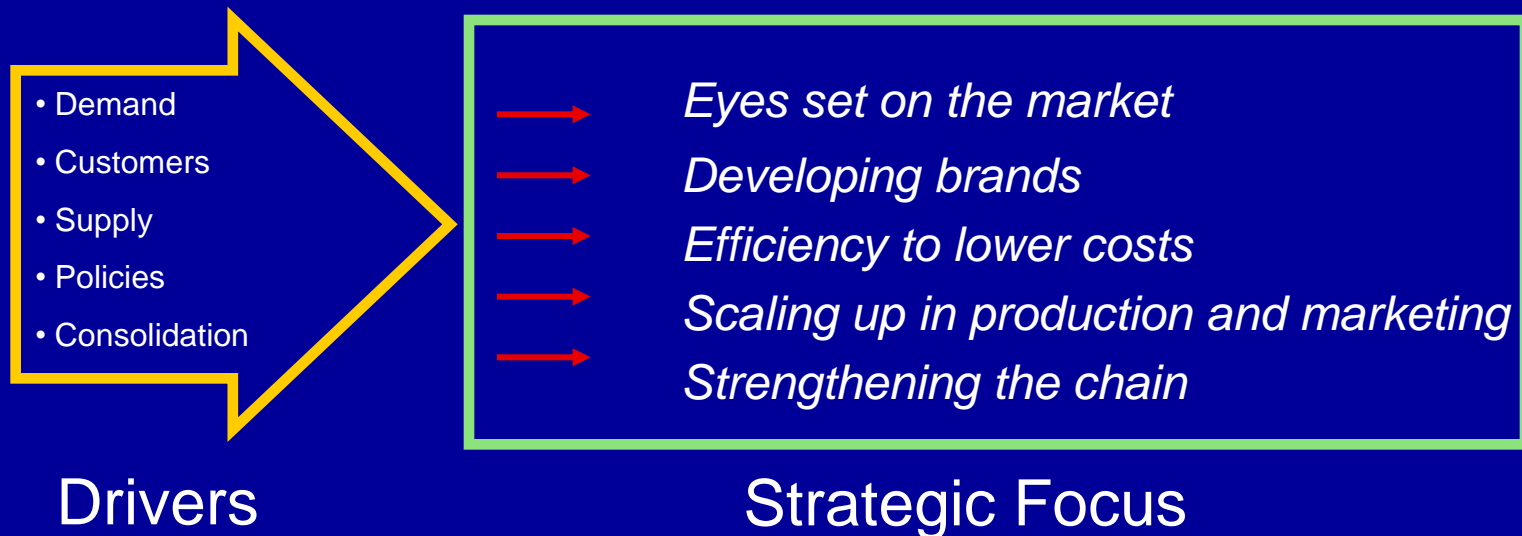 • Demand
• Customers
• Supply
• Policies
• Consolidation
Eyes set on the market
Developing brands
Efficiency to lower costs
Scaling up in production and marketing
Strengthening the chain
Drivers
Strategic Focus